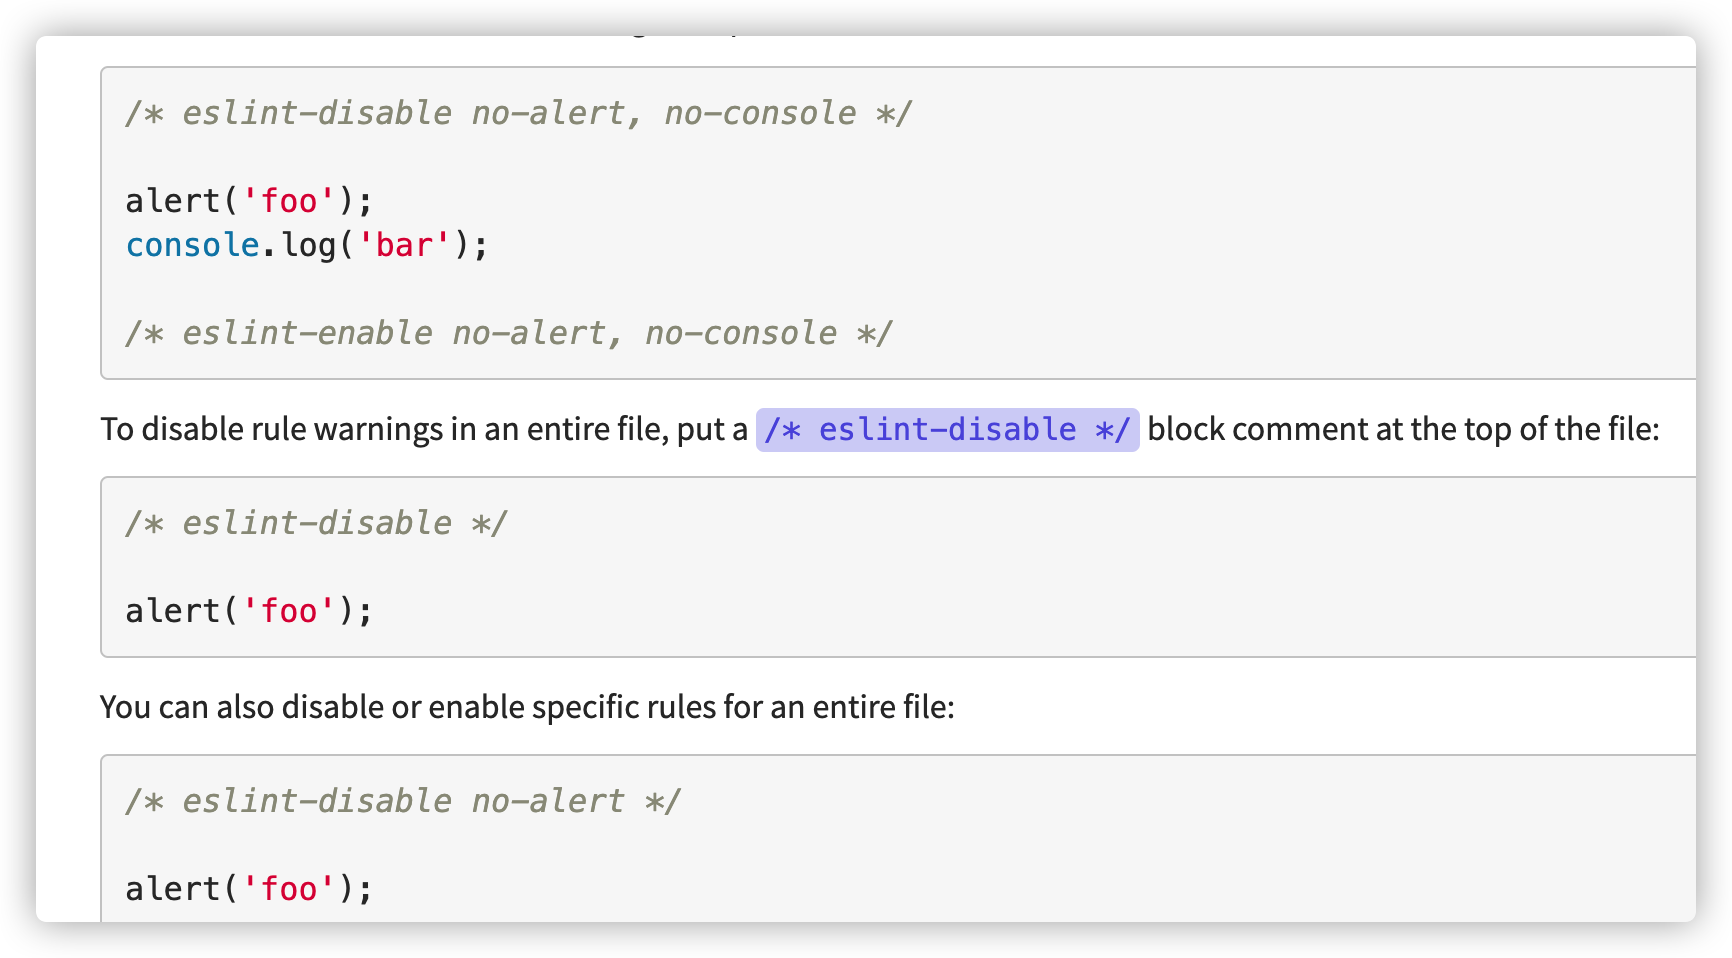 /* eslint-disable no-alert, no-console */
alert('foo');
console.log('bar');
/* eslint-enable no-alert, no-console */
To disable rule warnings in an entire file, put a /* eslint-disable */ block comment at the top of the file:
/* eslint-disable */
alert('foo');
You can also disable or enable specific rules for an entire file:
/* eslint-disable no-alert */
alert('foo');